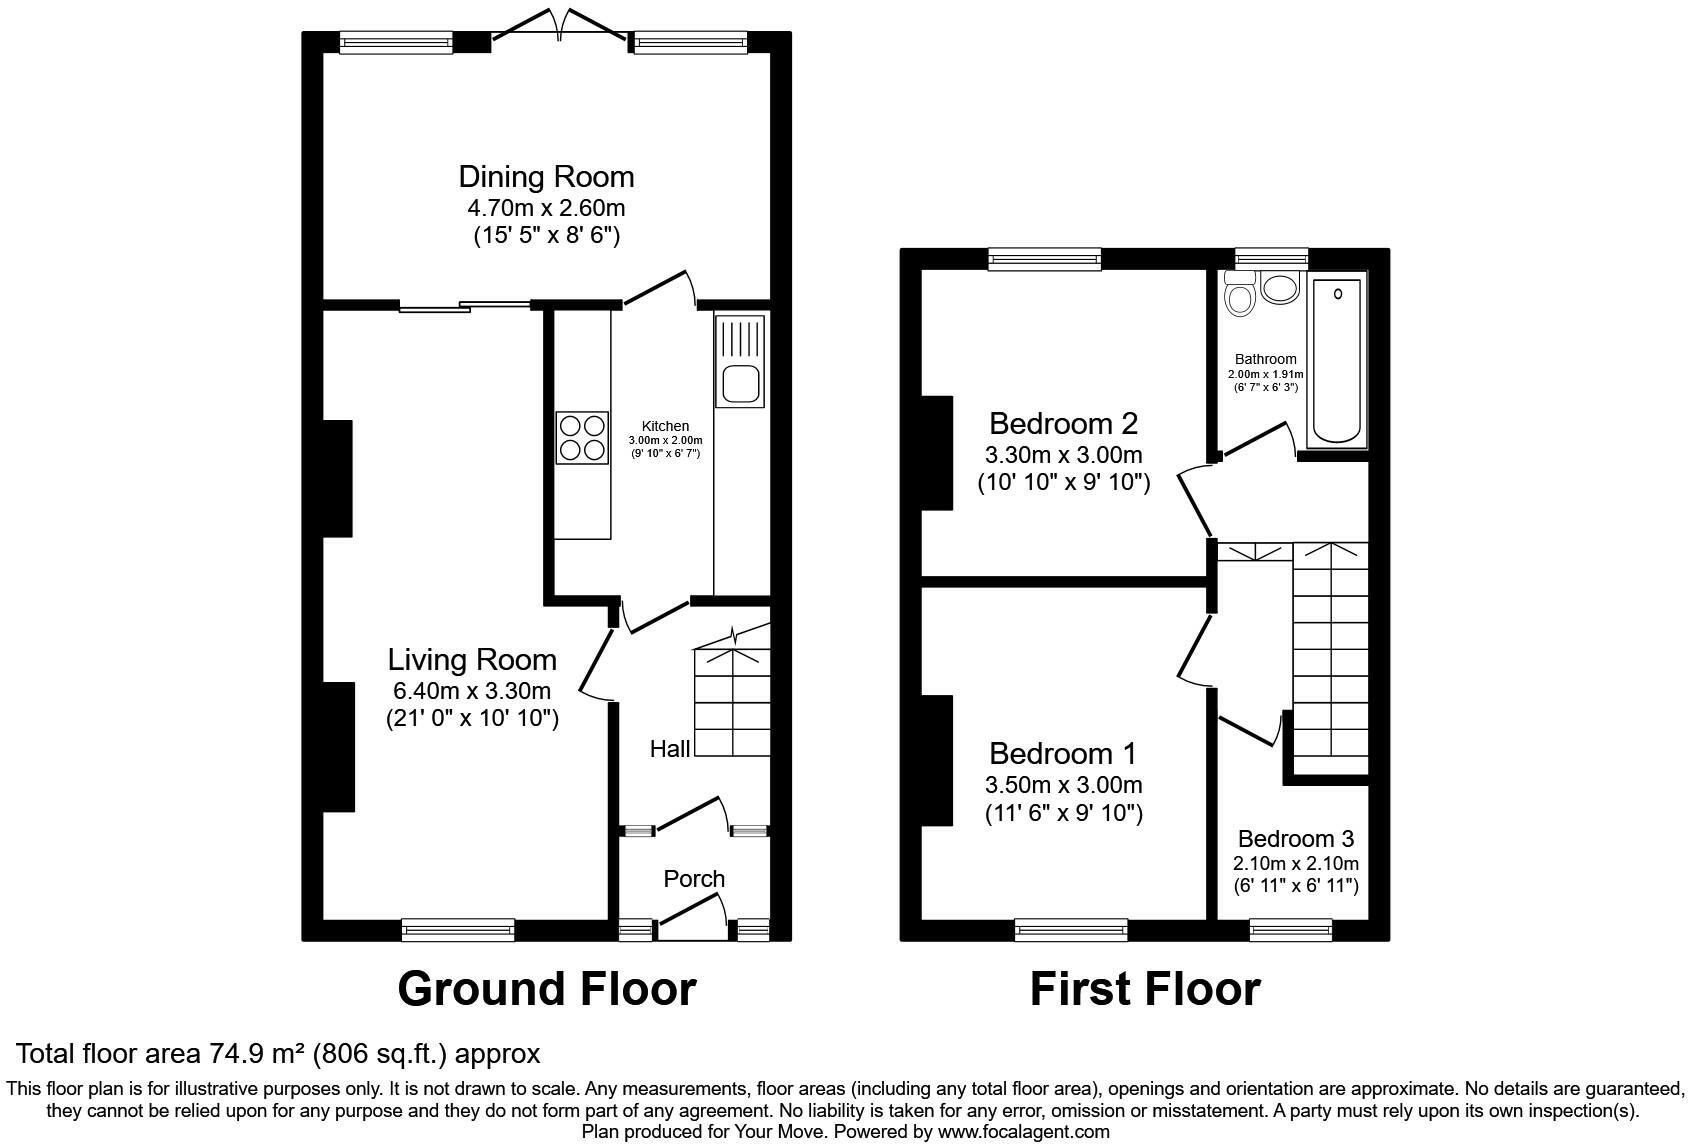 Dining Room
4.70m x 2.60m
(15' 5" x 8' 6")
Kitchen
3.00m x 2.00m
(9' 10" x 6' 7")
Living Room
6.40m x 3.30m
(21' 0" x 10' 10")
Hall
Porch
Ground Floor
Bathroom
2.00m x 1.91m
(6' 7" x 6' 3")
Bedroom 2
3.30m x 3.00m
(10' 10" x 9' 10")
Bedroom 1
3.50m x 3.00m
(11' 6" x 9' 10")
Bedroom 3
2.10m x 2.10m
(6' 11" x 6' 11")
First Floor
Total floor area 74.9 m² (806 sq.ft.) approx
This floor plan is for illustrative purposes only. It is not drawn to scale. Any measurements, floor areas (including any total floor area), openings and orientation are approximate. No details are guaranteed,
they cannot be relied upon for any purpose and they do not form part of any agreement. No liability is taken for any error, omission or misstatement. A party must rely upon its own inspection(s).
Plan produced for Your Move. Powered by www.focalagent.com